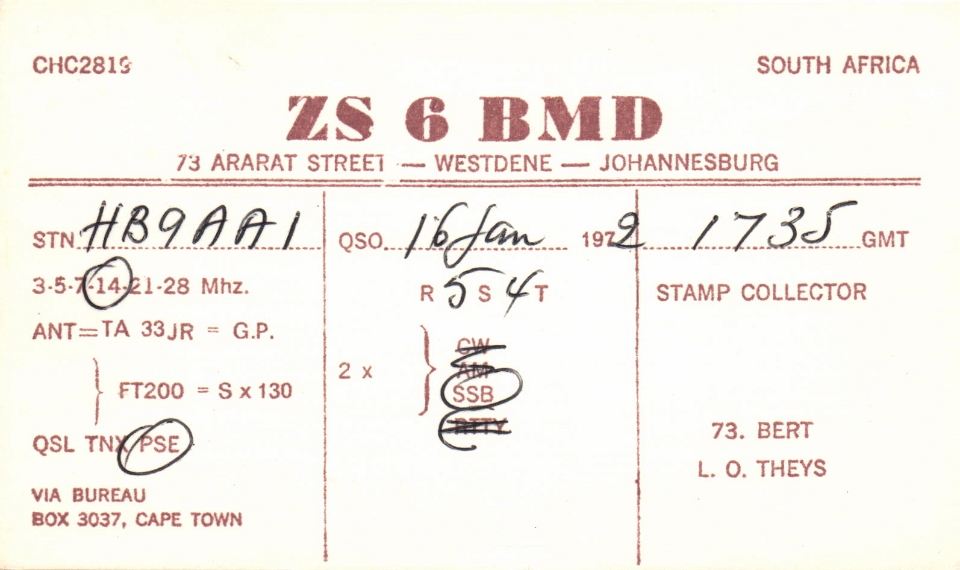 CHC2819 SOUTH AFRICA
ZS 6 BMD
73 ARARAT STREET — WESTDENE — JOHANNESBURG
STN HB9AAI QSO 16 Jan 1972 1735 GMT
3-5-7-14-21-28 Mhz.
R 5 S 4 T
STAMP COLLECTOR
ANT=TA 33JR = G.P.
FT200 = S x 130
2 x
CW
AM
SSB
RTTY
QSL TNX PSE
VIA BUREAU
BOX 3037, CAPE TOWN
73. BERT
L. O. THEYS